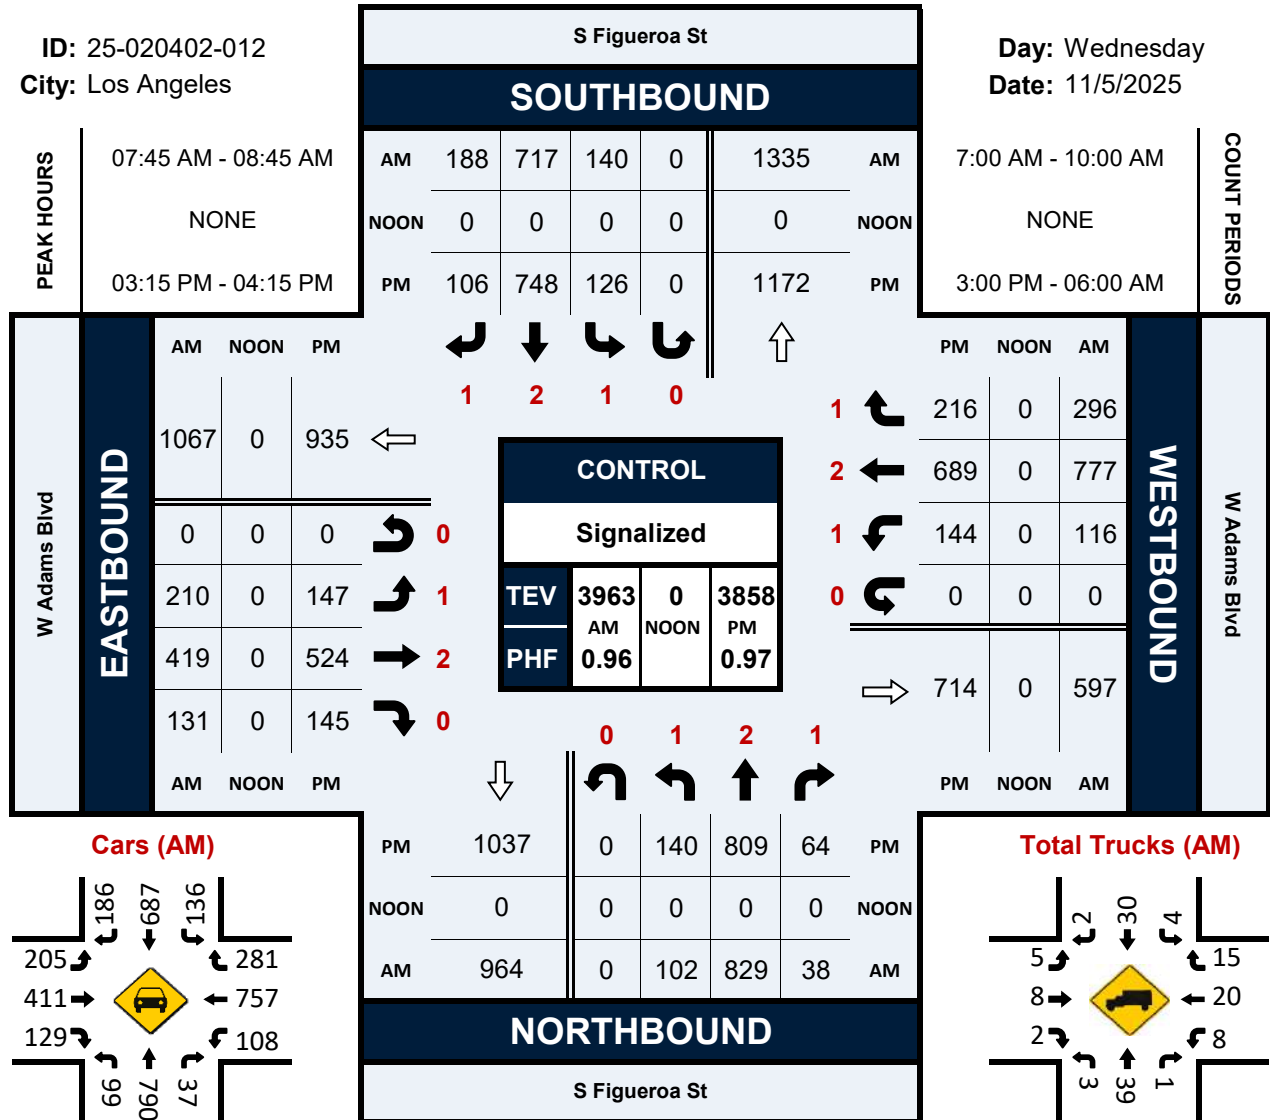 S Figueroa St
ID: 25-020402-012
City: Los Angeles
Day: Wednesday
Date: 11/5/2025
SOUTHBOUND
PEAK HOURS
07:45 AM - 08:45 AM
NONE
03:15 PM - 04:15 PM
AM 188 717 140 0 1335 AM
NOON 0 0 0 0 0 NOON
PM 106 748 126 0 1172 PM
7:00 AM - 10:00 AM
NONE
3:00 PM - 06:00 AM
COUNT PERIODS
1 2 1 0
W Adams Blvd
EASTBOUND
AM NOON PM
1067 0 935
0 0 0 0
210 0 147 1
419 0 524 2
131 0 145 0
AM NOON PM
CONTROL
Signalized
TEV 3963 0 3858
AM NOON PM
PHF 0.96 0.97
PM NOON AM
1 216 0 296
2 689 0 777
1 144 0 116
0 0 0 0
714 0 597
PM NOON AM
WESTBOUND
W Adams Blvd
0 1 2 1
PM 1037 0 140 809 64 PM
NOON 0 0 0 0 0 NOON
AM 964 0 102 829 38 AM
NORTHBOUND
S Figueroa St
Cars (AM)
186 687 136
205 281
411 757
129 108
99 790 37
Total Trucks (AM)
2 30 4
5 15
8 20
2 8
3 39 1